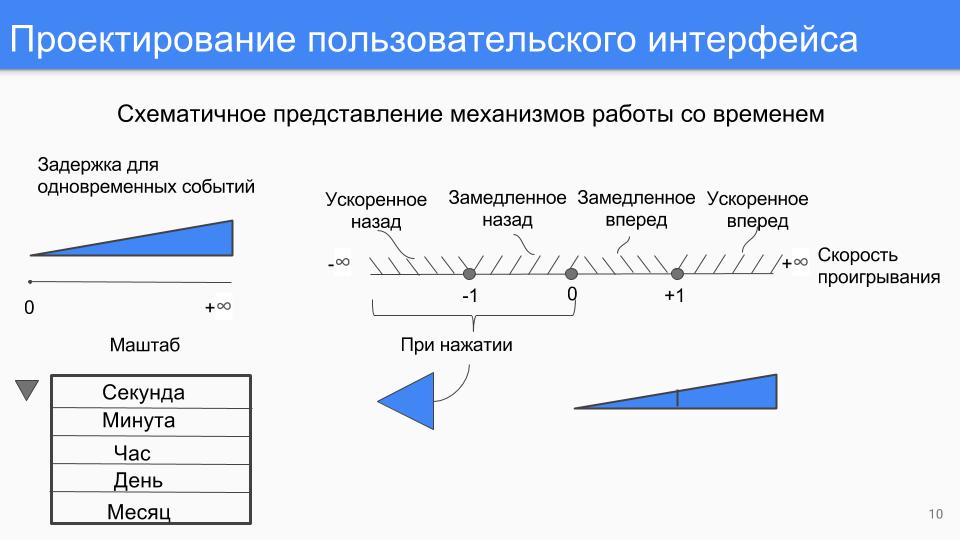 Проектирование пользовательского интерфейса
Схематичное представление механизмов работы со временем
Задержка для
одновременных событий
0
+∞
Ускоренное
назад
Замедленное
назад
Замедленное
вперед
Ускоренное
вперед
-∞
+∞
Скорость
проигрывания
-1
0
+1
При нажатии
Маштаб
Секунда
Минута
Час
День
Месяц
10